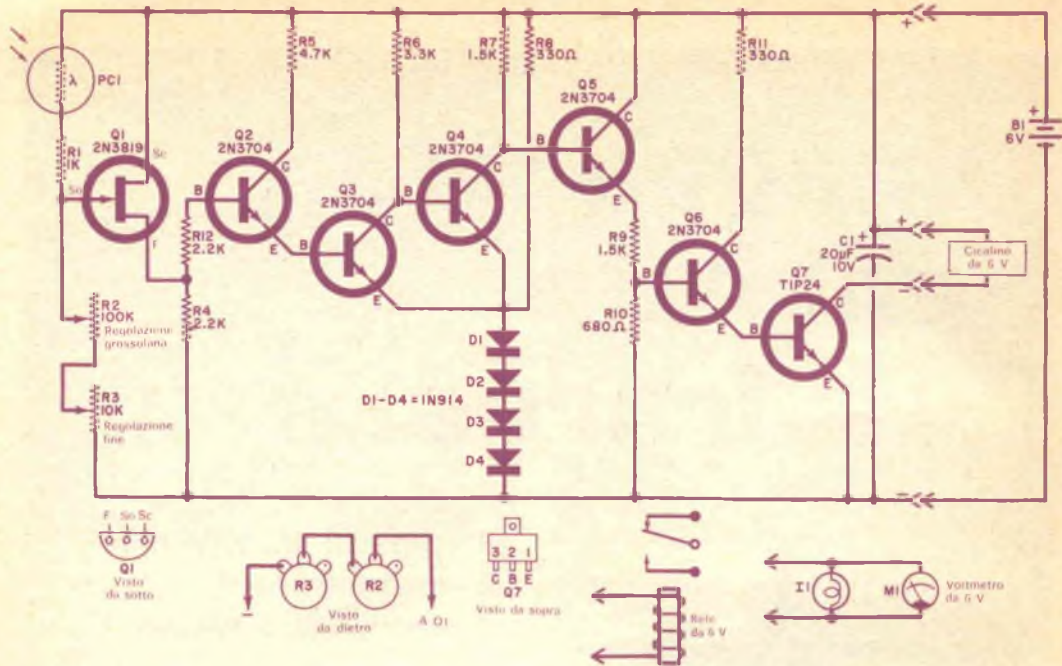 PC1
λ
R1
1K
Q1
2N3819
Sc
So
F
R2
100K
Regolazione
grossolana
R3
10K
Regolazione
fine
R12
2.2K
R4
2.2K
Q2
2N3704
B
C
E
R5
4.7K
Q3
2N3704
B
C
E
R6
3.3K
Q4
2N3704
B
C
E
R7
1.5K
R8
330Ω
D1
D2
D3
D4
D1-D4=1N914
Q5
2N3704
B
C
E
R9
1.5K
R10
680Ω
Q6
2N3704
B
C
E
R11
330Ω
Q7
TIP24
B
C
E
C1
20µF
10V
+
+
+
-
Cicalino
da 6 V
+
B1
6V
-
F So Sc
Q1
Visto
da sotto
-
R3
R2
Visto
da dietro
A Q1
3 2 1
C B E
Q7
Visto da sopra
Relè
da 6 V
I1
M1
Voltmetro
da 6 V